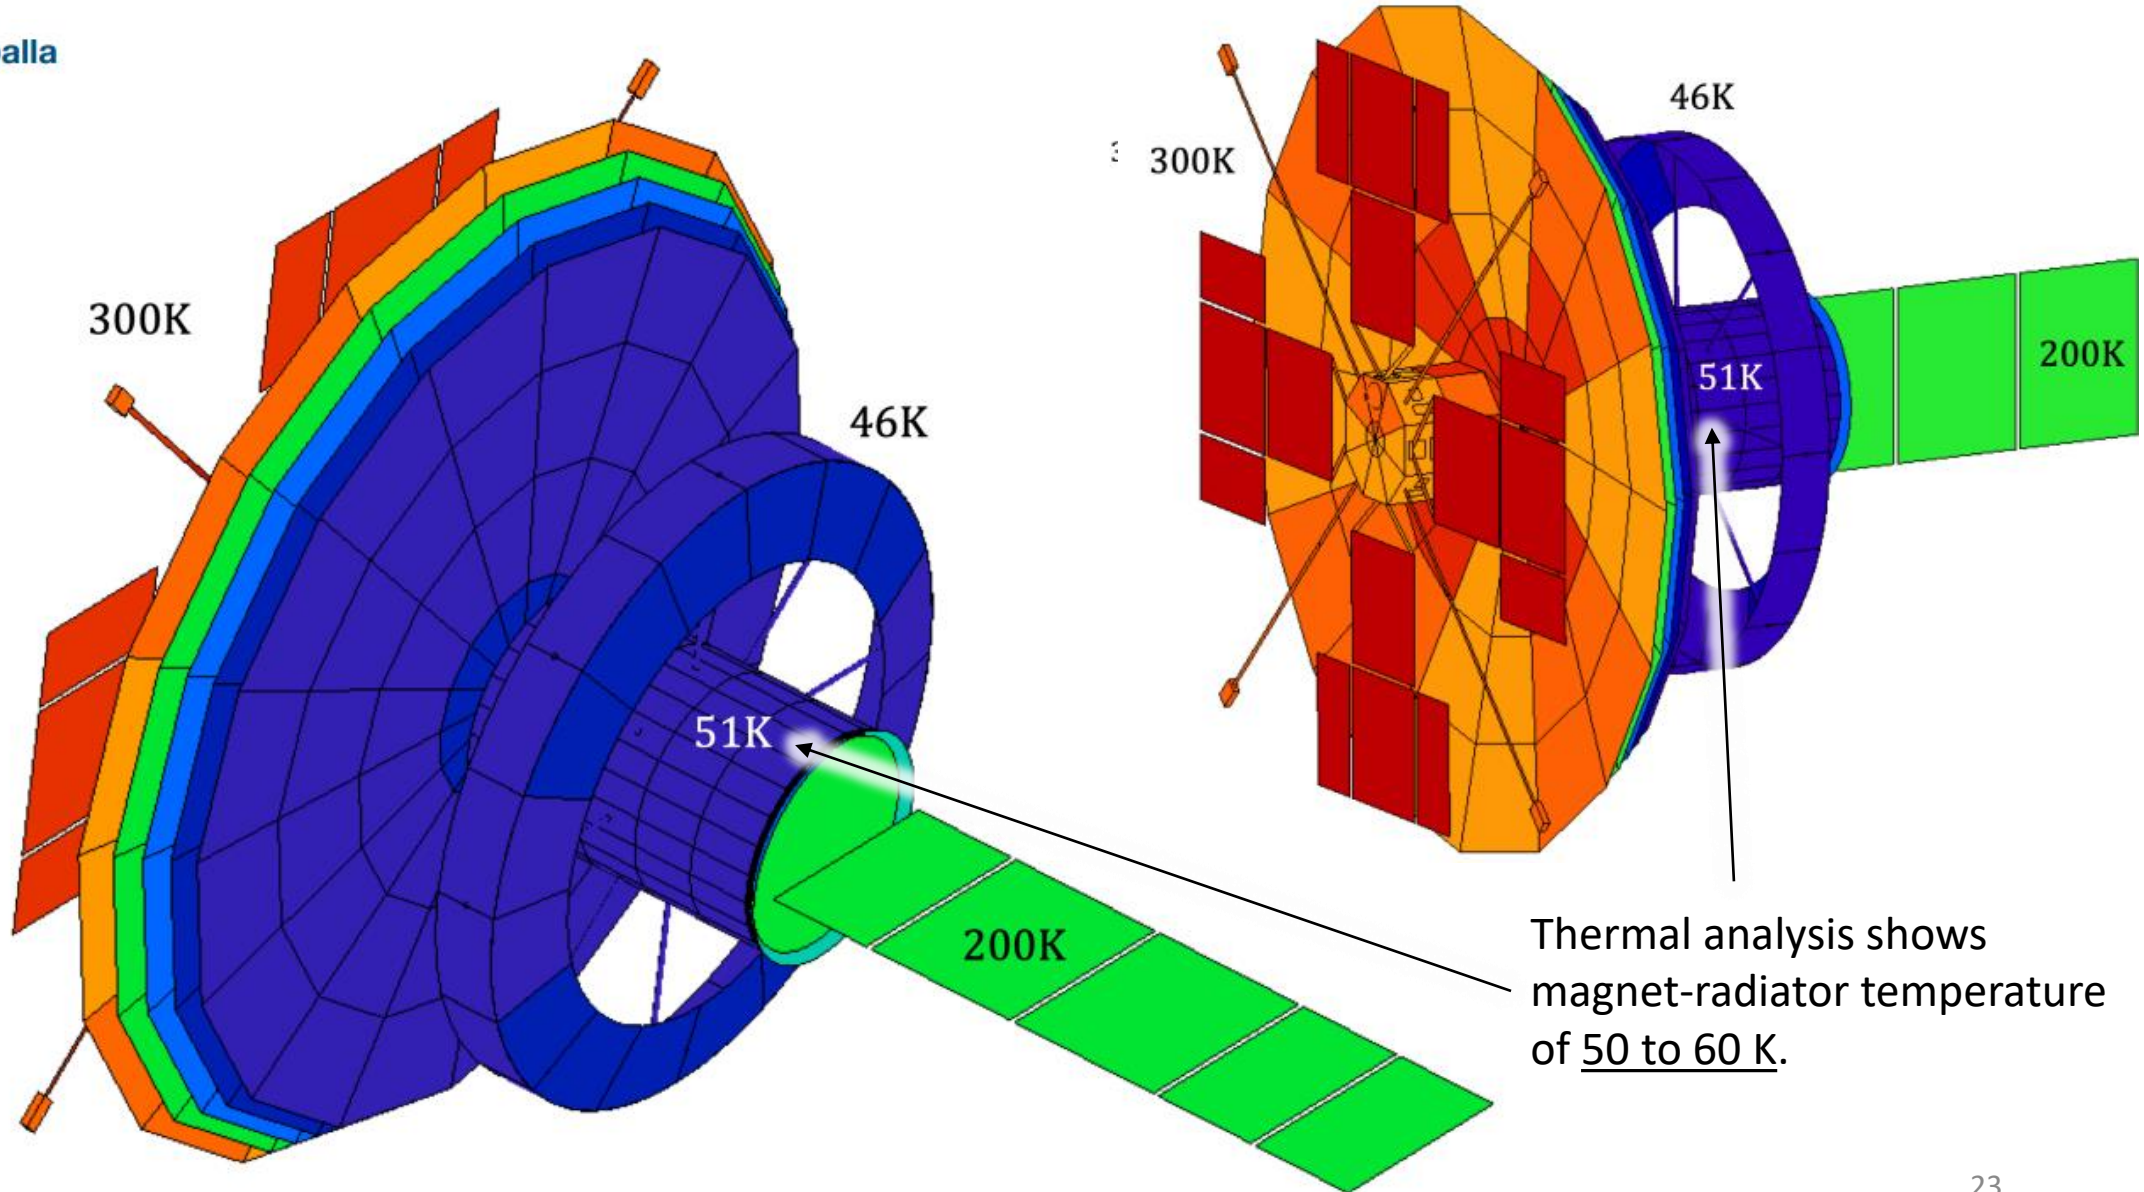 alla
300K
46K
51K
200K
46K
300K
51K
200K
Thermal analysis shows
magnet-radiator temperature
of 50 to 60 K.
23